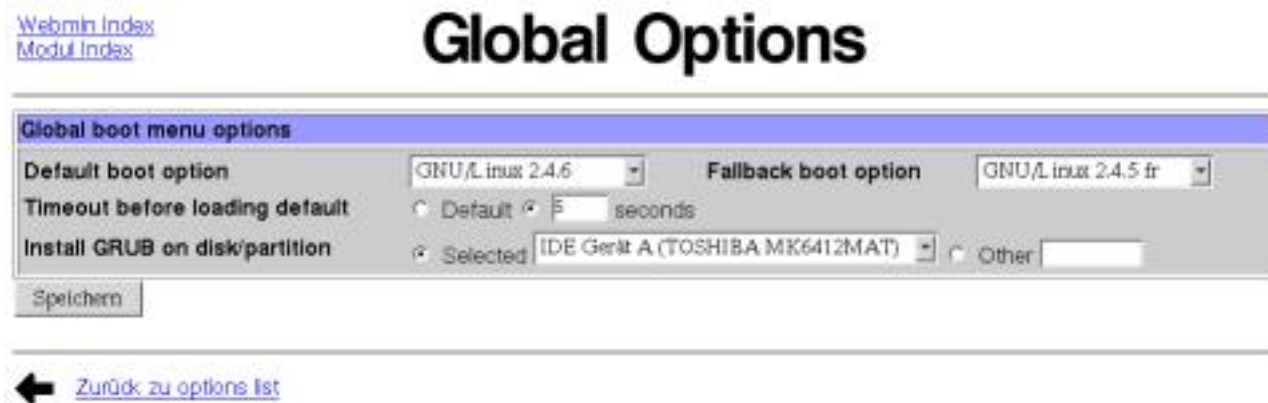 Webmin Index
Modul Index
Global Options
Global boot menu options
Default boot option GNU/Linux 2.4.6 Fallback boot option GNU/Linux 2.4.5 fr
Timeout before loading default Default 5 seconds
Install GRUB on disk/partition Selected IDE Gerät A (TOSHIBA MK6412MAT) Other
Speichern
Zurück zu options list